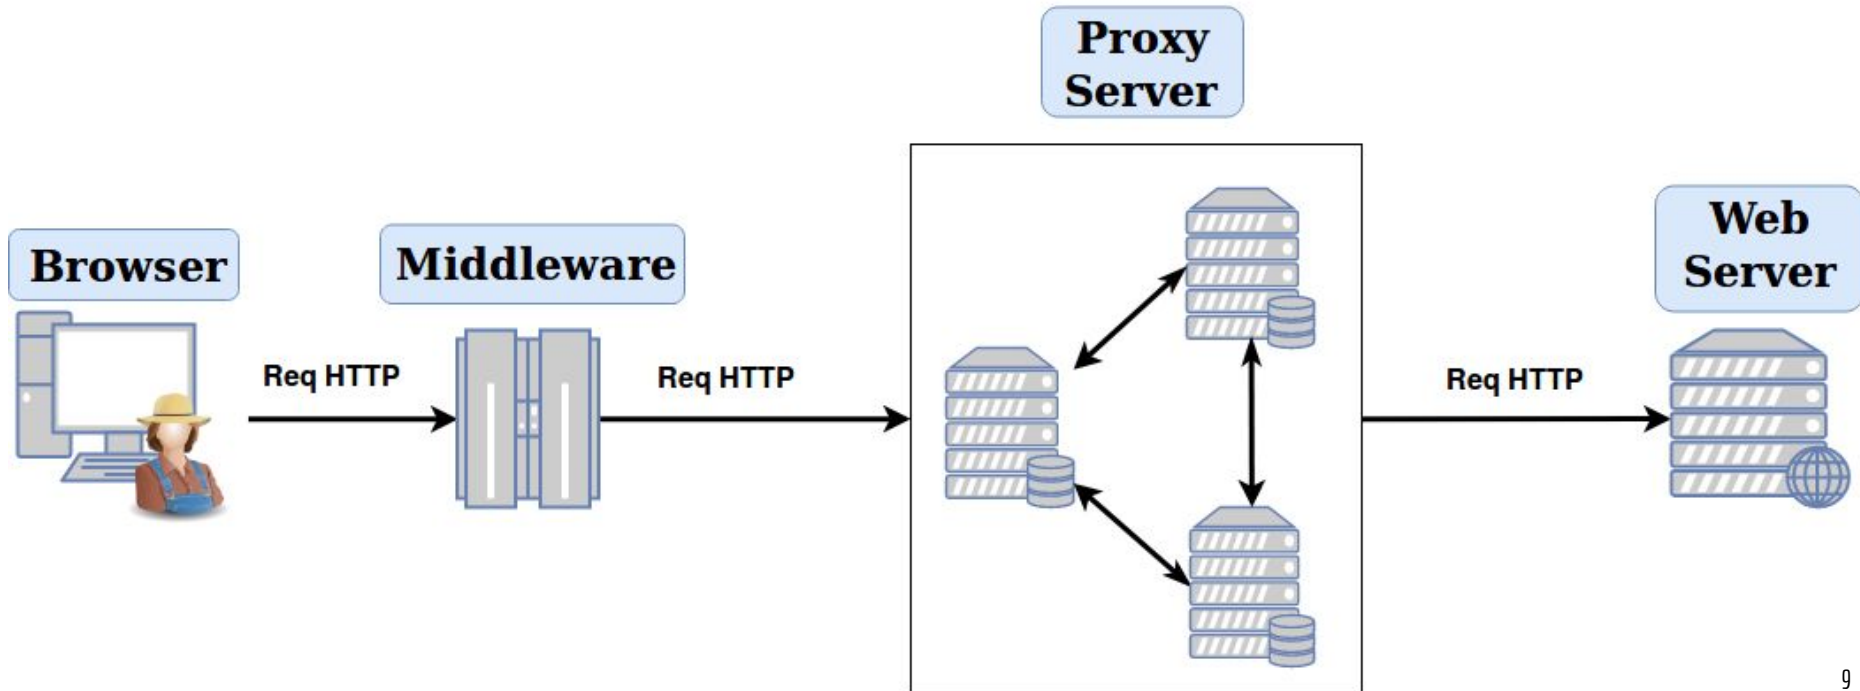 Proxy
Server
Browser
Middleware
Web
Server
Req HTTP
Req HTTP
Req HTTP
9